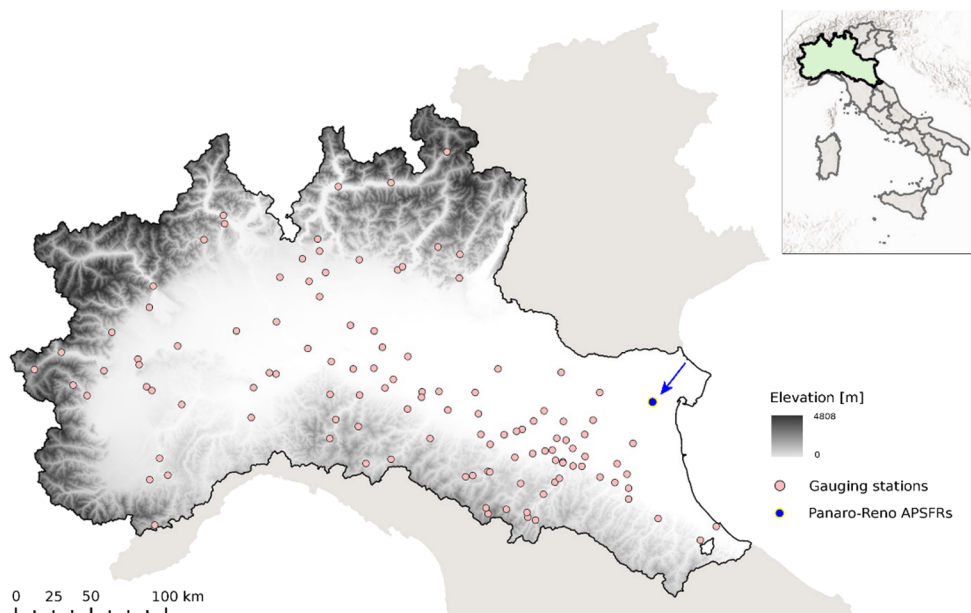 Elevation [m]
4808
0
Gauging stations
Panaro-Reno APSFRs
0 25 50 100 km